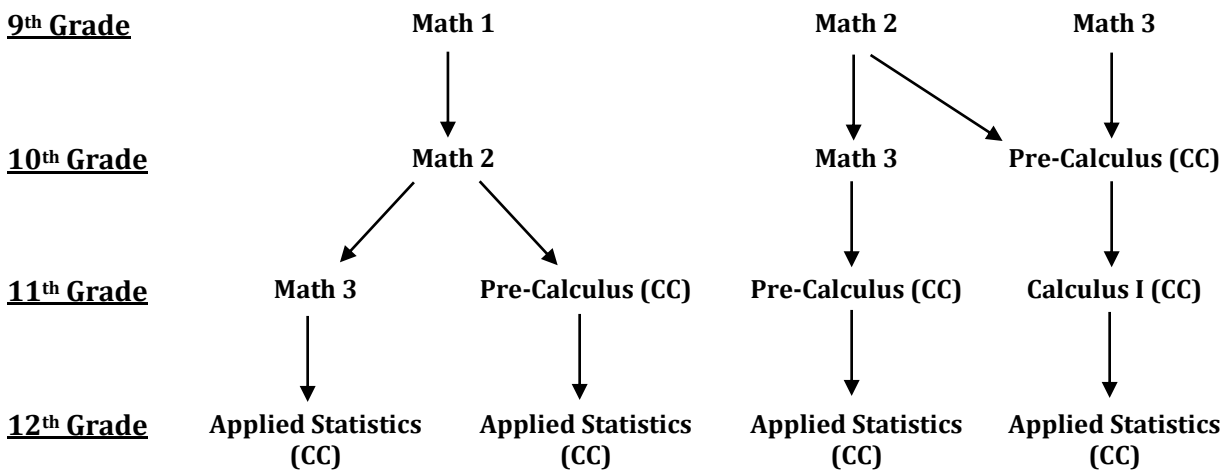 9th Grade Math 1 Math 2 Math 3
10th Grade Math 2 Math 3 Pre-Calculus (CC)
11th Grade Math 3 Pre-Calculus (CC) Pre-Calculus (CC) Calculus I (CC)
12th Grade Applied Statistics Applied Statistics Applied Statistics Applied Statistics
(CC) (CC) (CC) (CC)